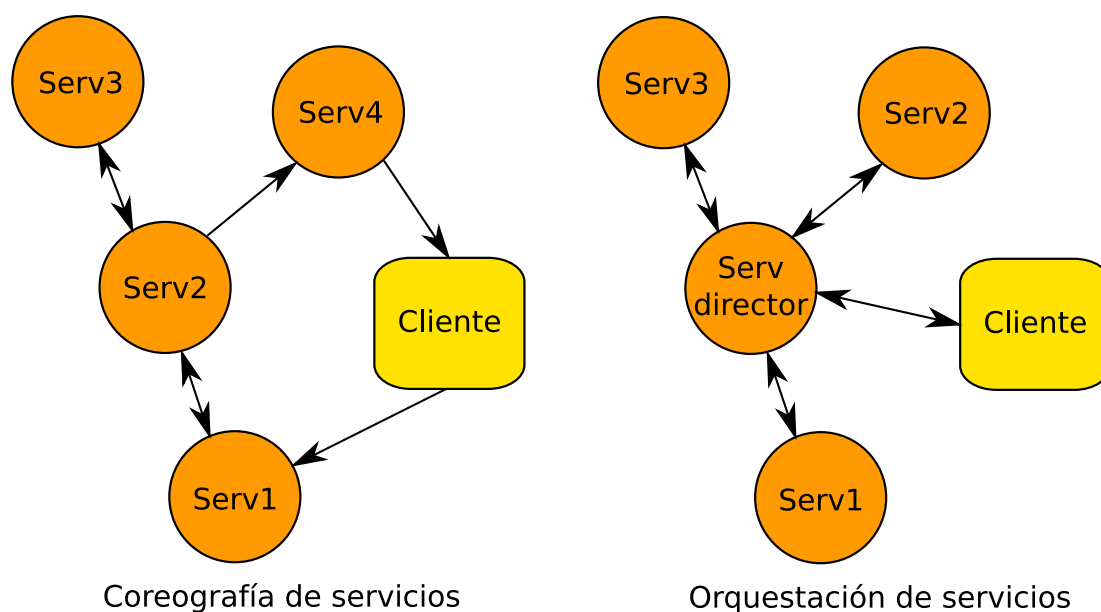 Serv3
Serv4
Serv2
Cliente
Serv1
Coreografía de servicios
Serv3
Serv2
Serv
director
Cliente
Serv1
Orquestación de servicios